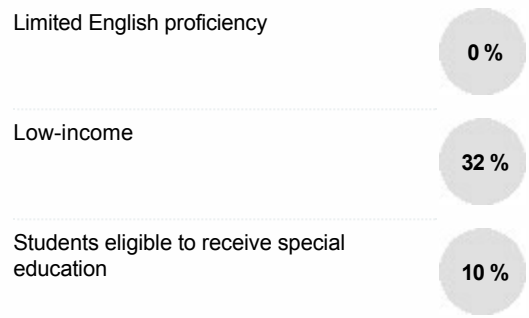 Limited English proficiency
0 %
Low-income
32 %
Students eligible to receive special
education
10 %